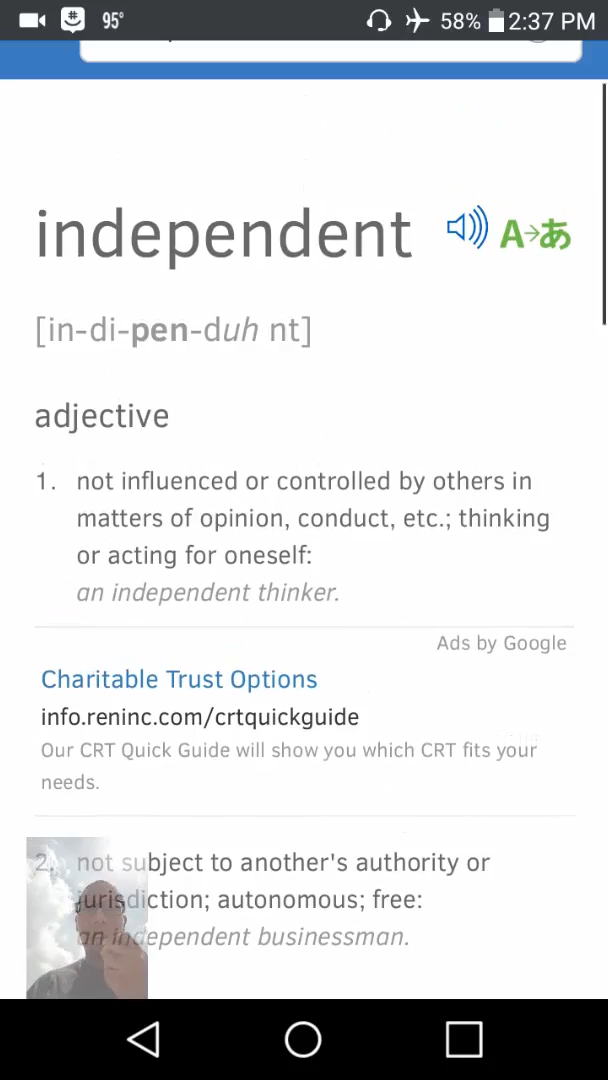 95°
58% 2:37 PM
independent A→あ
[in-di-pen-duh nt]
adjective
1. not influenced or controlled by others in
matters of opinion, conduct, etc.; thinking
or acting for oneself:
an independent thinker.
Ads by Google
Charitable Trust Options
info.reninc.com/crtquickguide
Our CRT Quick Guide will show you which CRT fits your
needs.
2. not subject to another's authority or
jurisdiction; autonomous; free:
an independent businessman.